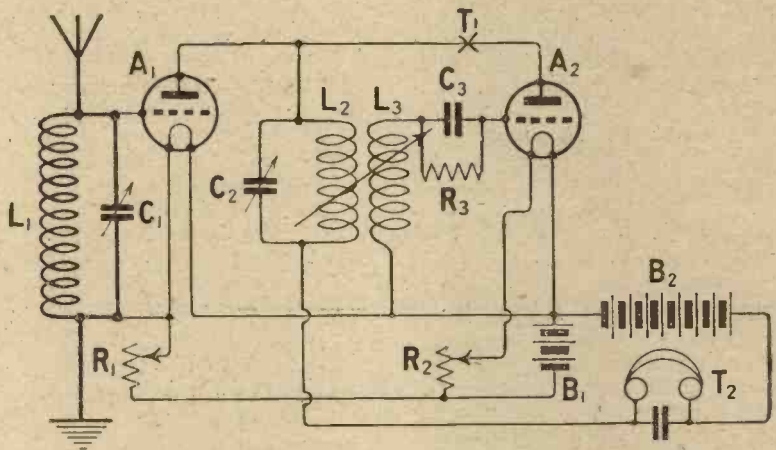 T₁
A₁
A₂
C₃
L₂ L₃
L₁
C₁
C₂
R₃
B₂
R₁
R₂
B₁
T₂